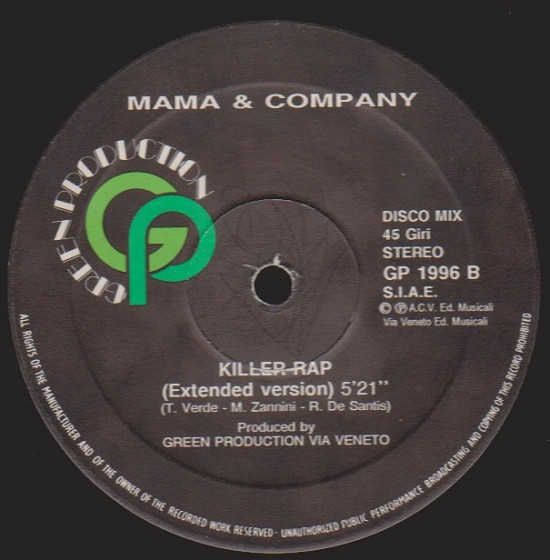 MAMA & COMPANY
GREEN PRODUCTION
GP
DISCO MIX
45 Giri
STEREO
GP 1996 B
S.I.A.E.
© ℗ A.C.V. Ed. Musicali
Via Veneto Ed. Musicali
KILLER RAP
(Extended version) 5'21''
(T. Verde - M. Zannini - R. De Santis)
Produced by
GREEN PRODUCTION VIA VENETO
ALL RIGHTS OF THE MANUFACTURER AND OF THE OWNER OF THE RECORDED WORK RESERVED - UNAUTHORIZED PUBLIC PERFORMANCE BROADCASTING AND COPYING OF THIS RECORD PROHIBITED